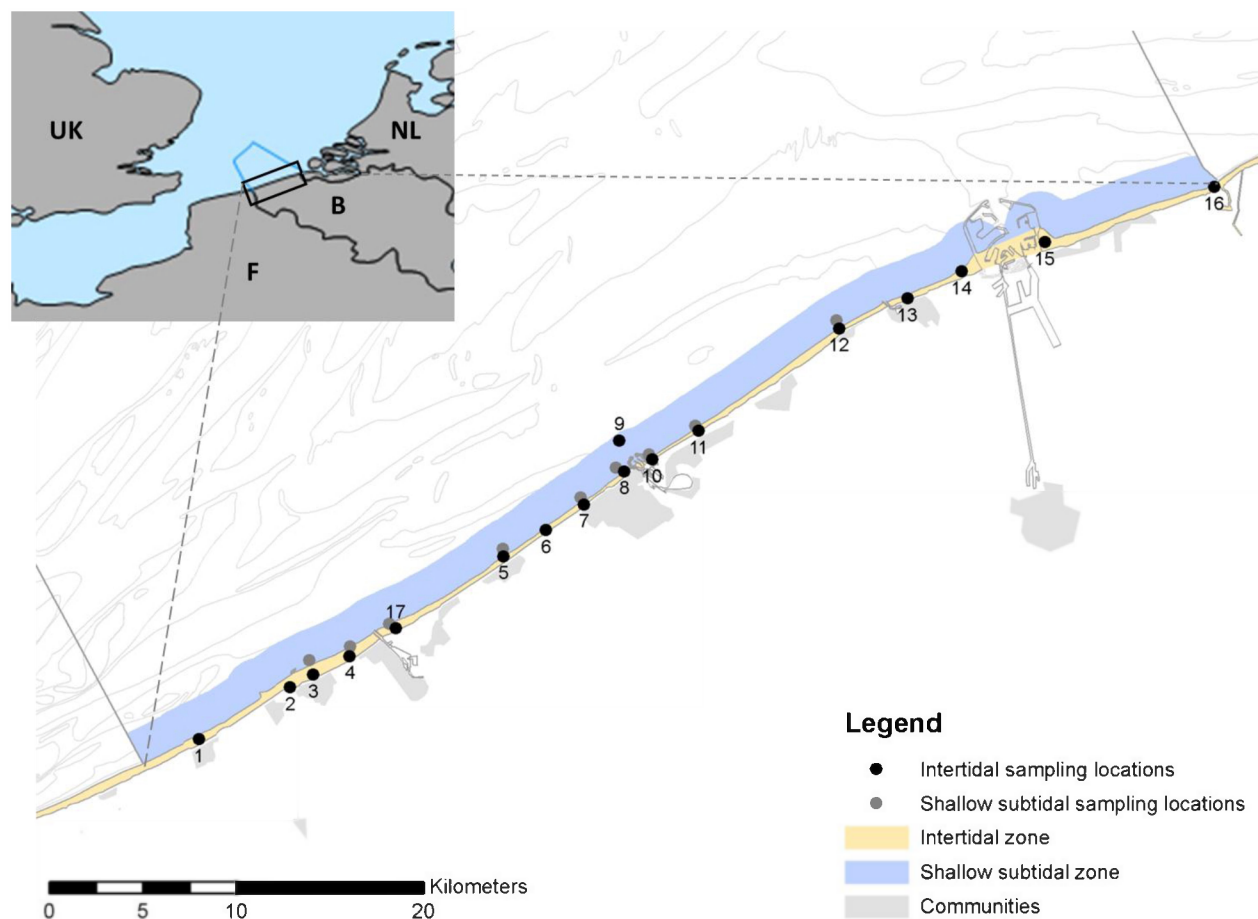 UK
NL
B
F
16
15
14
13
12
11
9
10
8
7
6
5
17
4
3
2
1
Legend
Intertidal sampling locations
Shallow subtidal sampling locations
Intertidal zone
Shallow subtidal zone
Communities
Kilometers
0 5 10 20